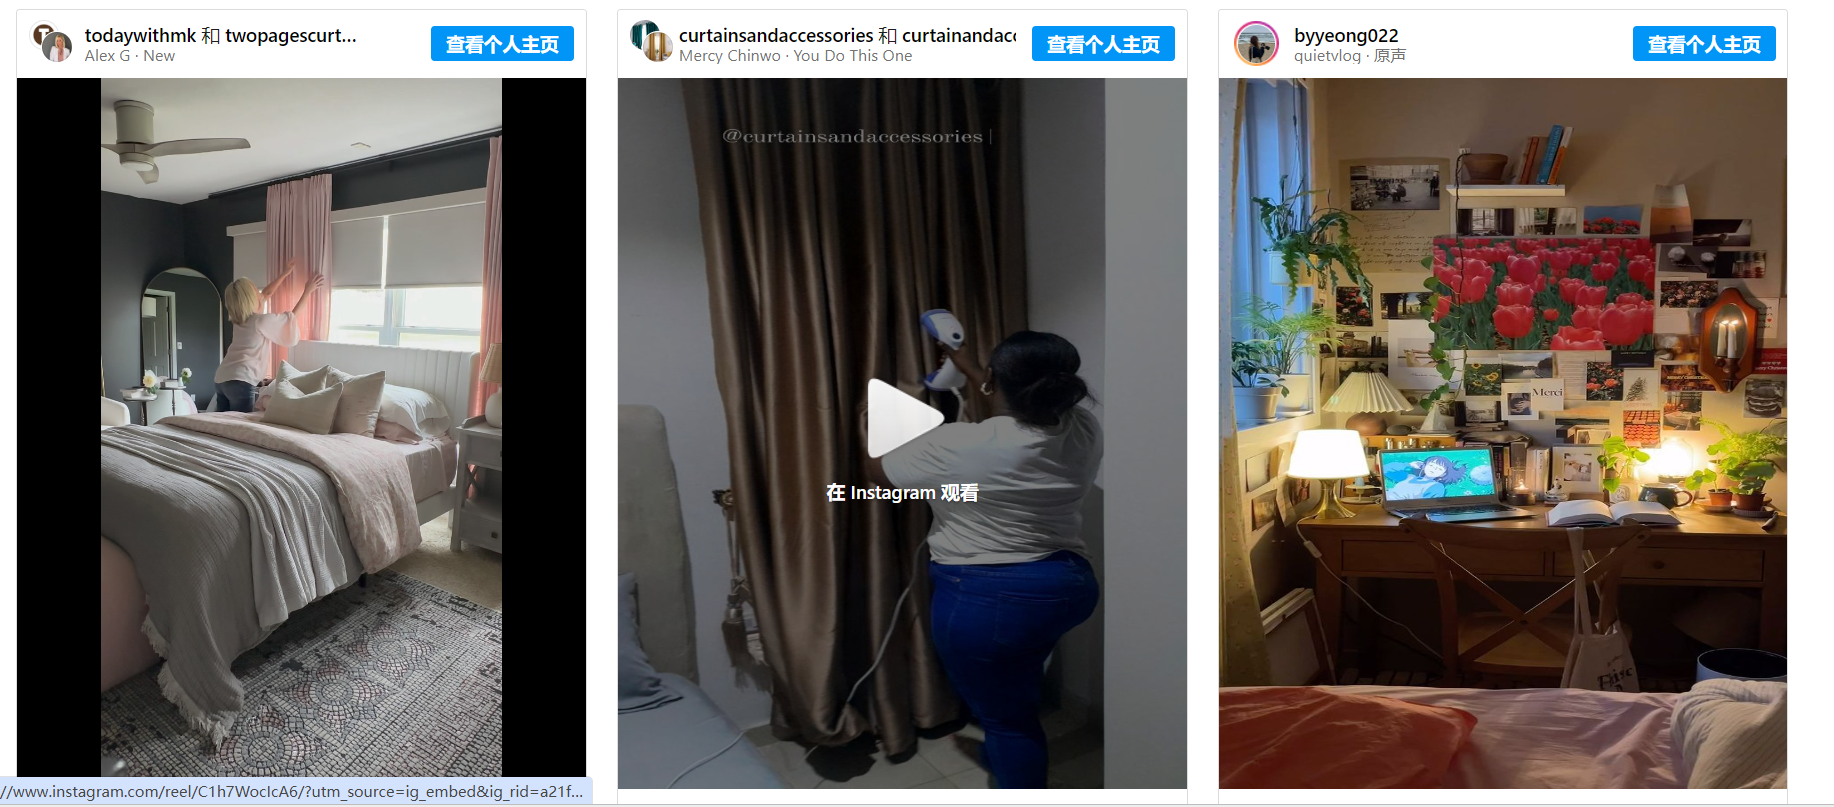 todaywithmk 和 twopagescurt...
Alex G · New
查看个人主页
curtainsandaccessories 和 curtainandacc
Mercy Chinwo · You Do This One
查看个人主页
byyeong022
quietvlog · 原声
查看个人主页
@curtainsandaccessories |
在 Instagram 观看
Merci
//www.instagram.com/reel/C1h7WocIcA6/?utm_source=ig_embed&ig_rid=a21f...